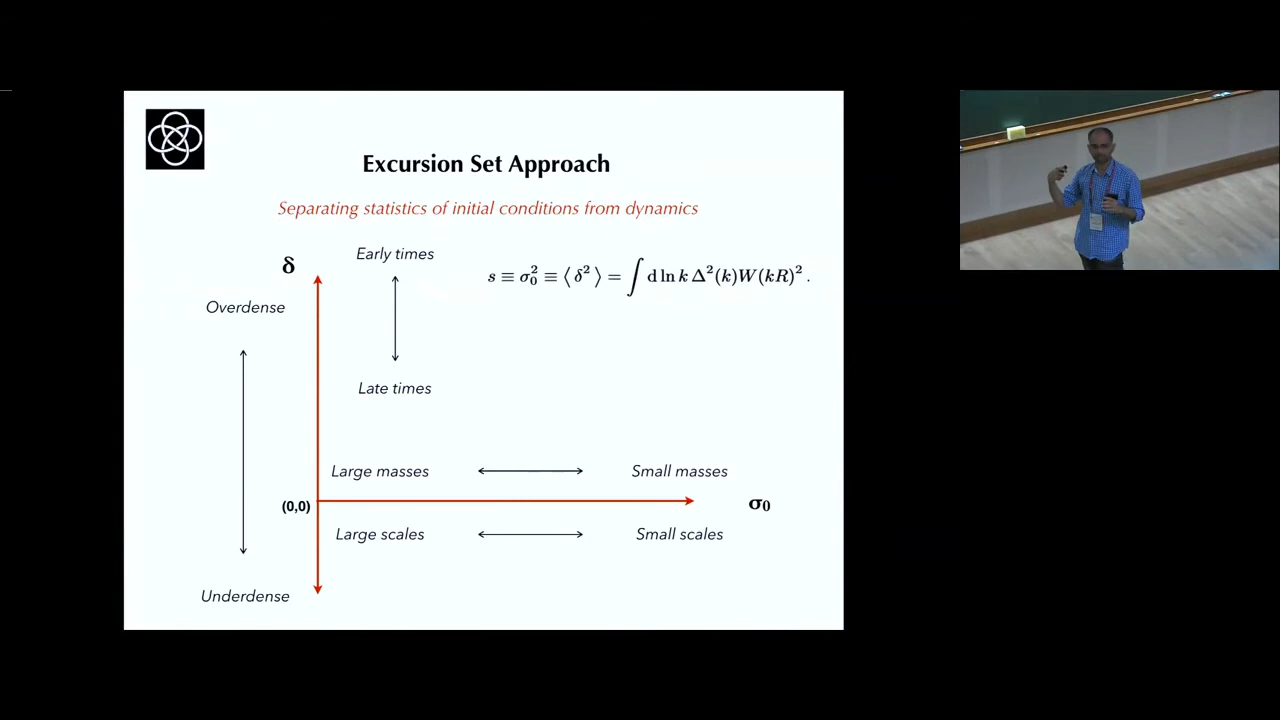 Excursion Set Approach
Separating statistics of initial conditions from dynamics
δ
Early times
s ≡ σ₀² ≡ ⟨ δ² ⟩ = ∫ d ln k Δ²(k)W(kR)² .
Overdense
Late times
Large masses
Small masses
(0,0)
σ₀
Large scales
Small scales
Underdense